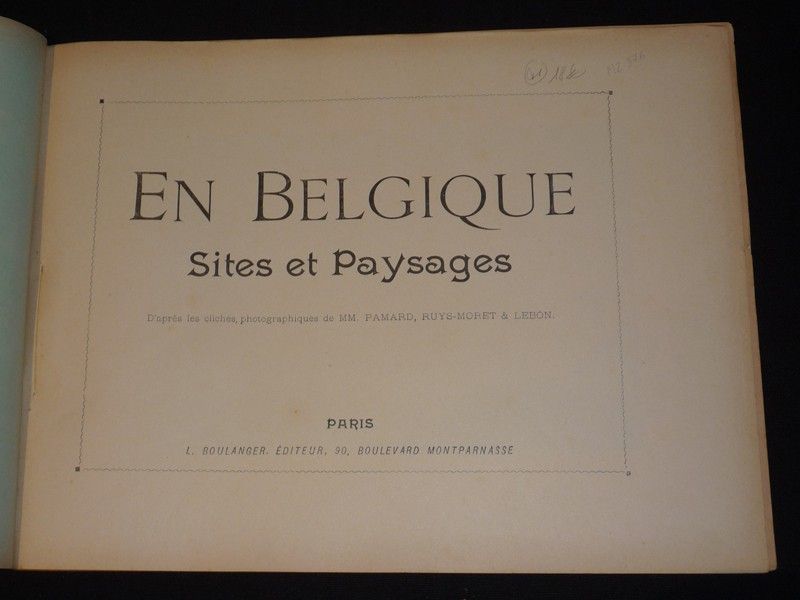 EN BELGIQUE
Sites et Paysages
D'après les clichés photographiques de MM. PAMARD, RUYS-MORET & LEBON.
PARIS
L. BOULANGER. ÉDITEUR, 90, BOULEVARD MONTPARNASSE